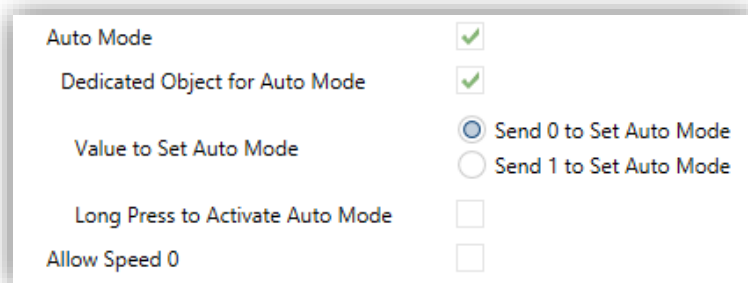 Auto Mode
Dedicated Object for Auto Mode
Value to Set Auto Mode
Send 0 to Set Auto Mode
Send 1 to Set Auto Mode
Long Press to Activate Auto Mode
Allow Speed 0